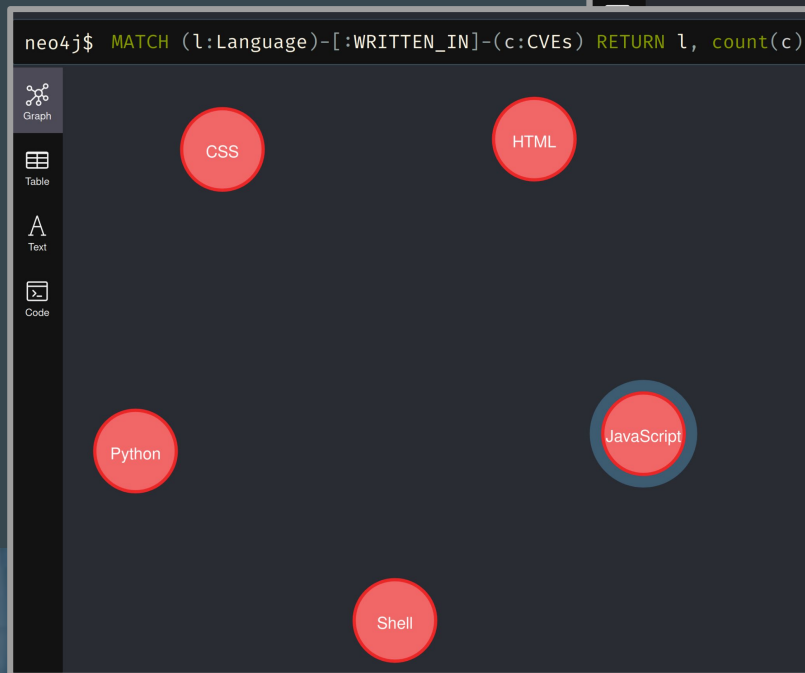 neo4j$ MATCH (l:Language)-[:WRITTEN_IN]-(c:CVEs) RETURN l, count(c)
Graph
Table
A
Text
Code
CSS
HTML
Python
JavaScript
Shell